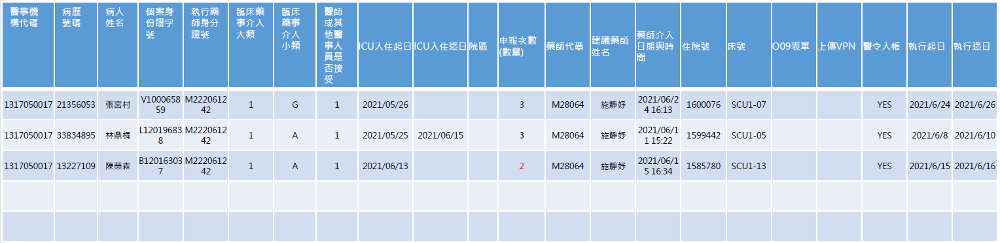 醫事機構代碼 病歷號碼 病人姓名 個案身份證字號 執行藥師身分證號 臨床藥事介入大類 臨床藥事介入小類 醫師或其他醫事人員是否接受 ICU入住起日 ICU入住迄日 院區 申報次數(數量) 藥師代碼 建議藥師姓名 藥師介入日期與時間 住院號 床號 O09表單 上傳VPN 醫令入帳 執行起日 執行迄日
1317050017 21356053 張宮村 V100065859 M222061242 1 G 1 2021/05/26 3 M28064 施靜妤 2021/06/24 16:13 1600076 SCU1-07 YES 2021/6/24 2021/6/26
1317050017 33834895 林鼎桐 L120196838 M222061242 1 A 1 2021/05/25 2021/06/15 3 M28064 施靜妤 2021/06/11 15:22 1599442 SCU1-05 YES 2021/6/8 2021/6/10
1317050017 13227109 陳榮森 B120163037 M222061242 1 A 1 2021/06/13 2 M28064 施靜妤 2021/06/15 16:34 1585780 SCU1-13 YES 2021/6/15 2021/6/16